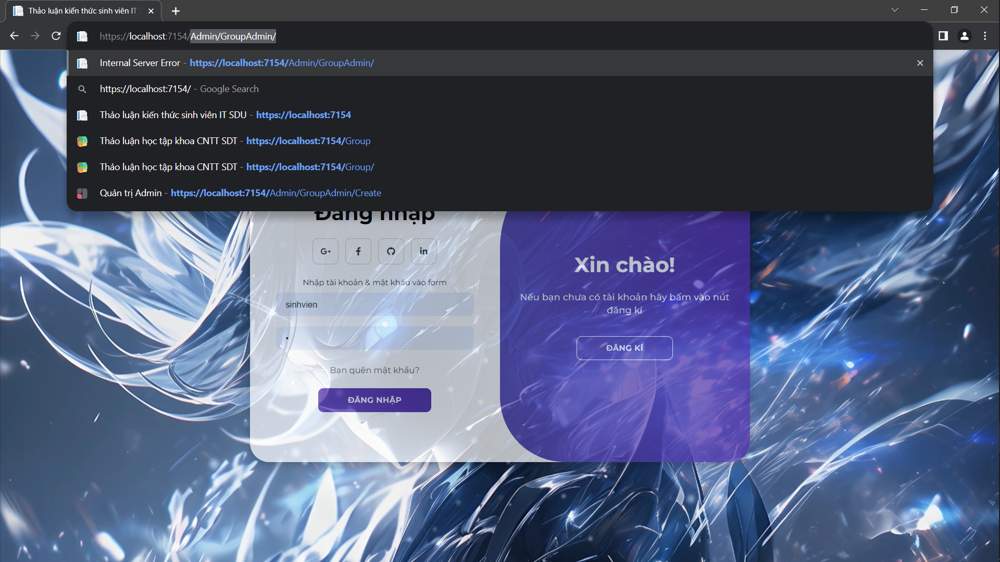 Thảo luận kiến thức sinh viên IT
https://localhost:7154/Admin/GroupAdmin/
Internal Server Error - https://localhost:7154/Admin/GroupAdmin/
https://localhost:7154/ - Google Search
Thảo luận kiến thức sinh viên IT SDU - https://localhost:7154
Thảo luận học tập khoa CNTT SDT - https://localhost:7154/Group
Thảo luận học tập khoa CNTT SDT - https://localhost:7154/Group/
Quản trị Admin - https://localhost:7154/Admin/GroupAdmin/Create
Đăng nhập
G+
f
in
Nhập tài khoản & mật khẩu vào form
sinhvien
•
Bạn quên mật khẩu?
ĐĂNG NHẬP
Xin chào!
Nếu bạn chưa có tài khoản hãy bấm vào nút
đăng kí
ĐĂNG KÍ